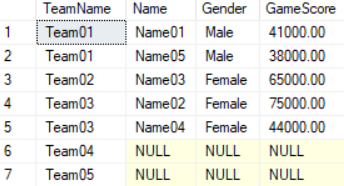 TeamName Name Gender GameScore
1 Team01 Name01 Male 41000.00
2 Team01 Name05 Male 38000.00
3 Team02 Name03 Female 65000.00
4 Team03 Name02 Female 75000.00
5 Team03 Name04 Female 44000.00
6 Team04 NULL NULL NULL
7 Team05 NULL NULL NULL